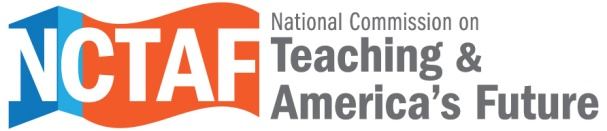 NCTAF
National Commission on
Teaching &
America's Future